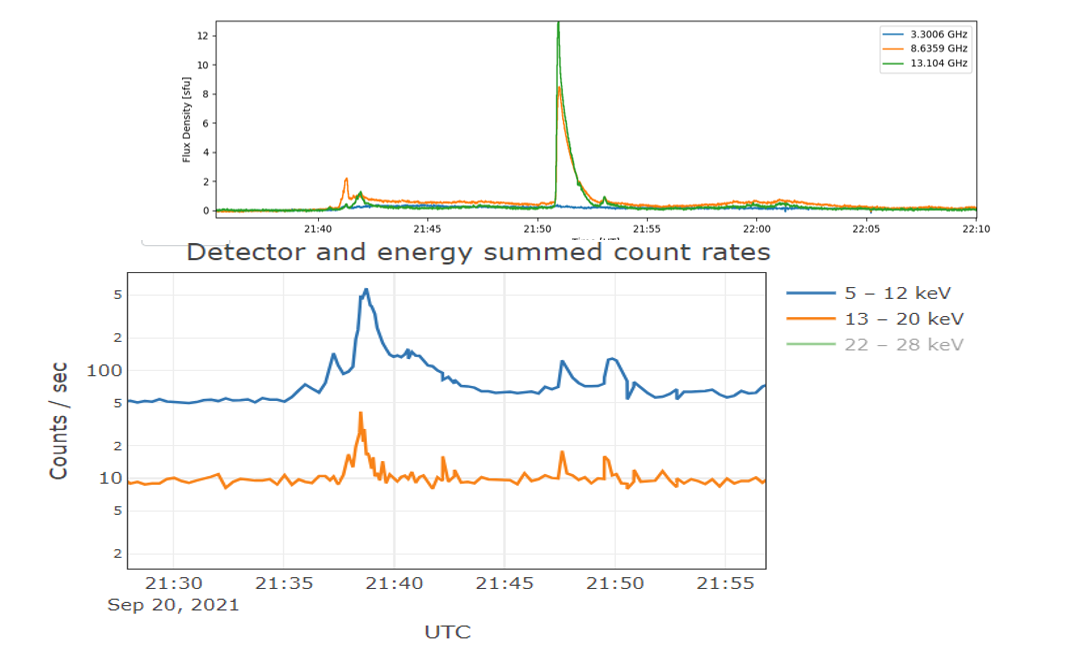 12
10
8
6
4
2
0
Flux Density [sfu]
3.3006 GHz
8.6359 GHz
13.104 GHz
21:40 21:45 21:50 21:55 22:00 22:05 22:10
Detector and energy summed count rates
5
2
100
5
2
10
5
2
Counts / sec
5 – 12 keV
13 – 20 keV
22 – 28 keV
21:30 21:35 21:40 21:45 21:50 21:55
Sep 20, 2021
UTC